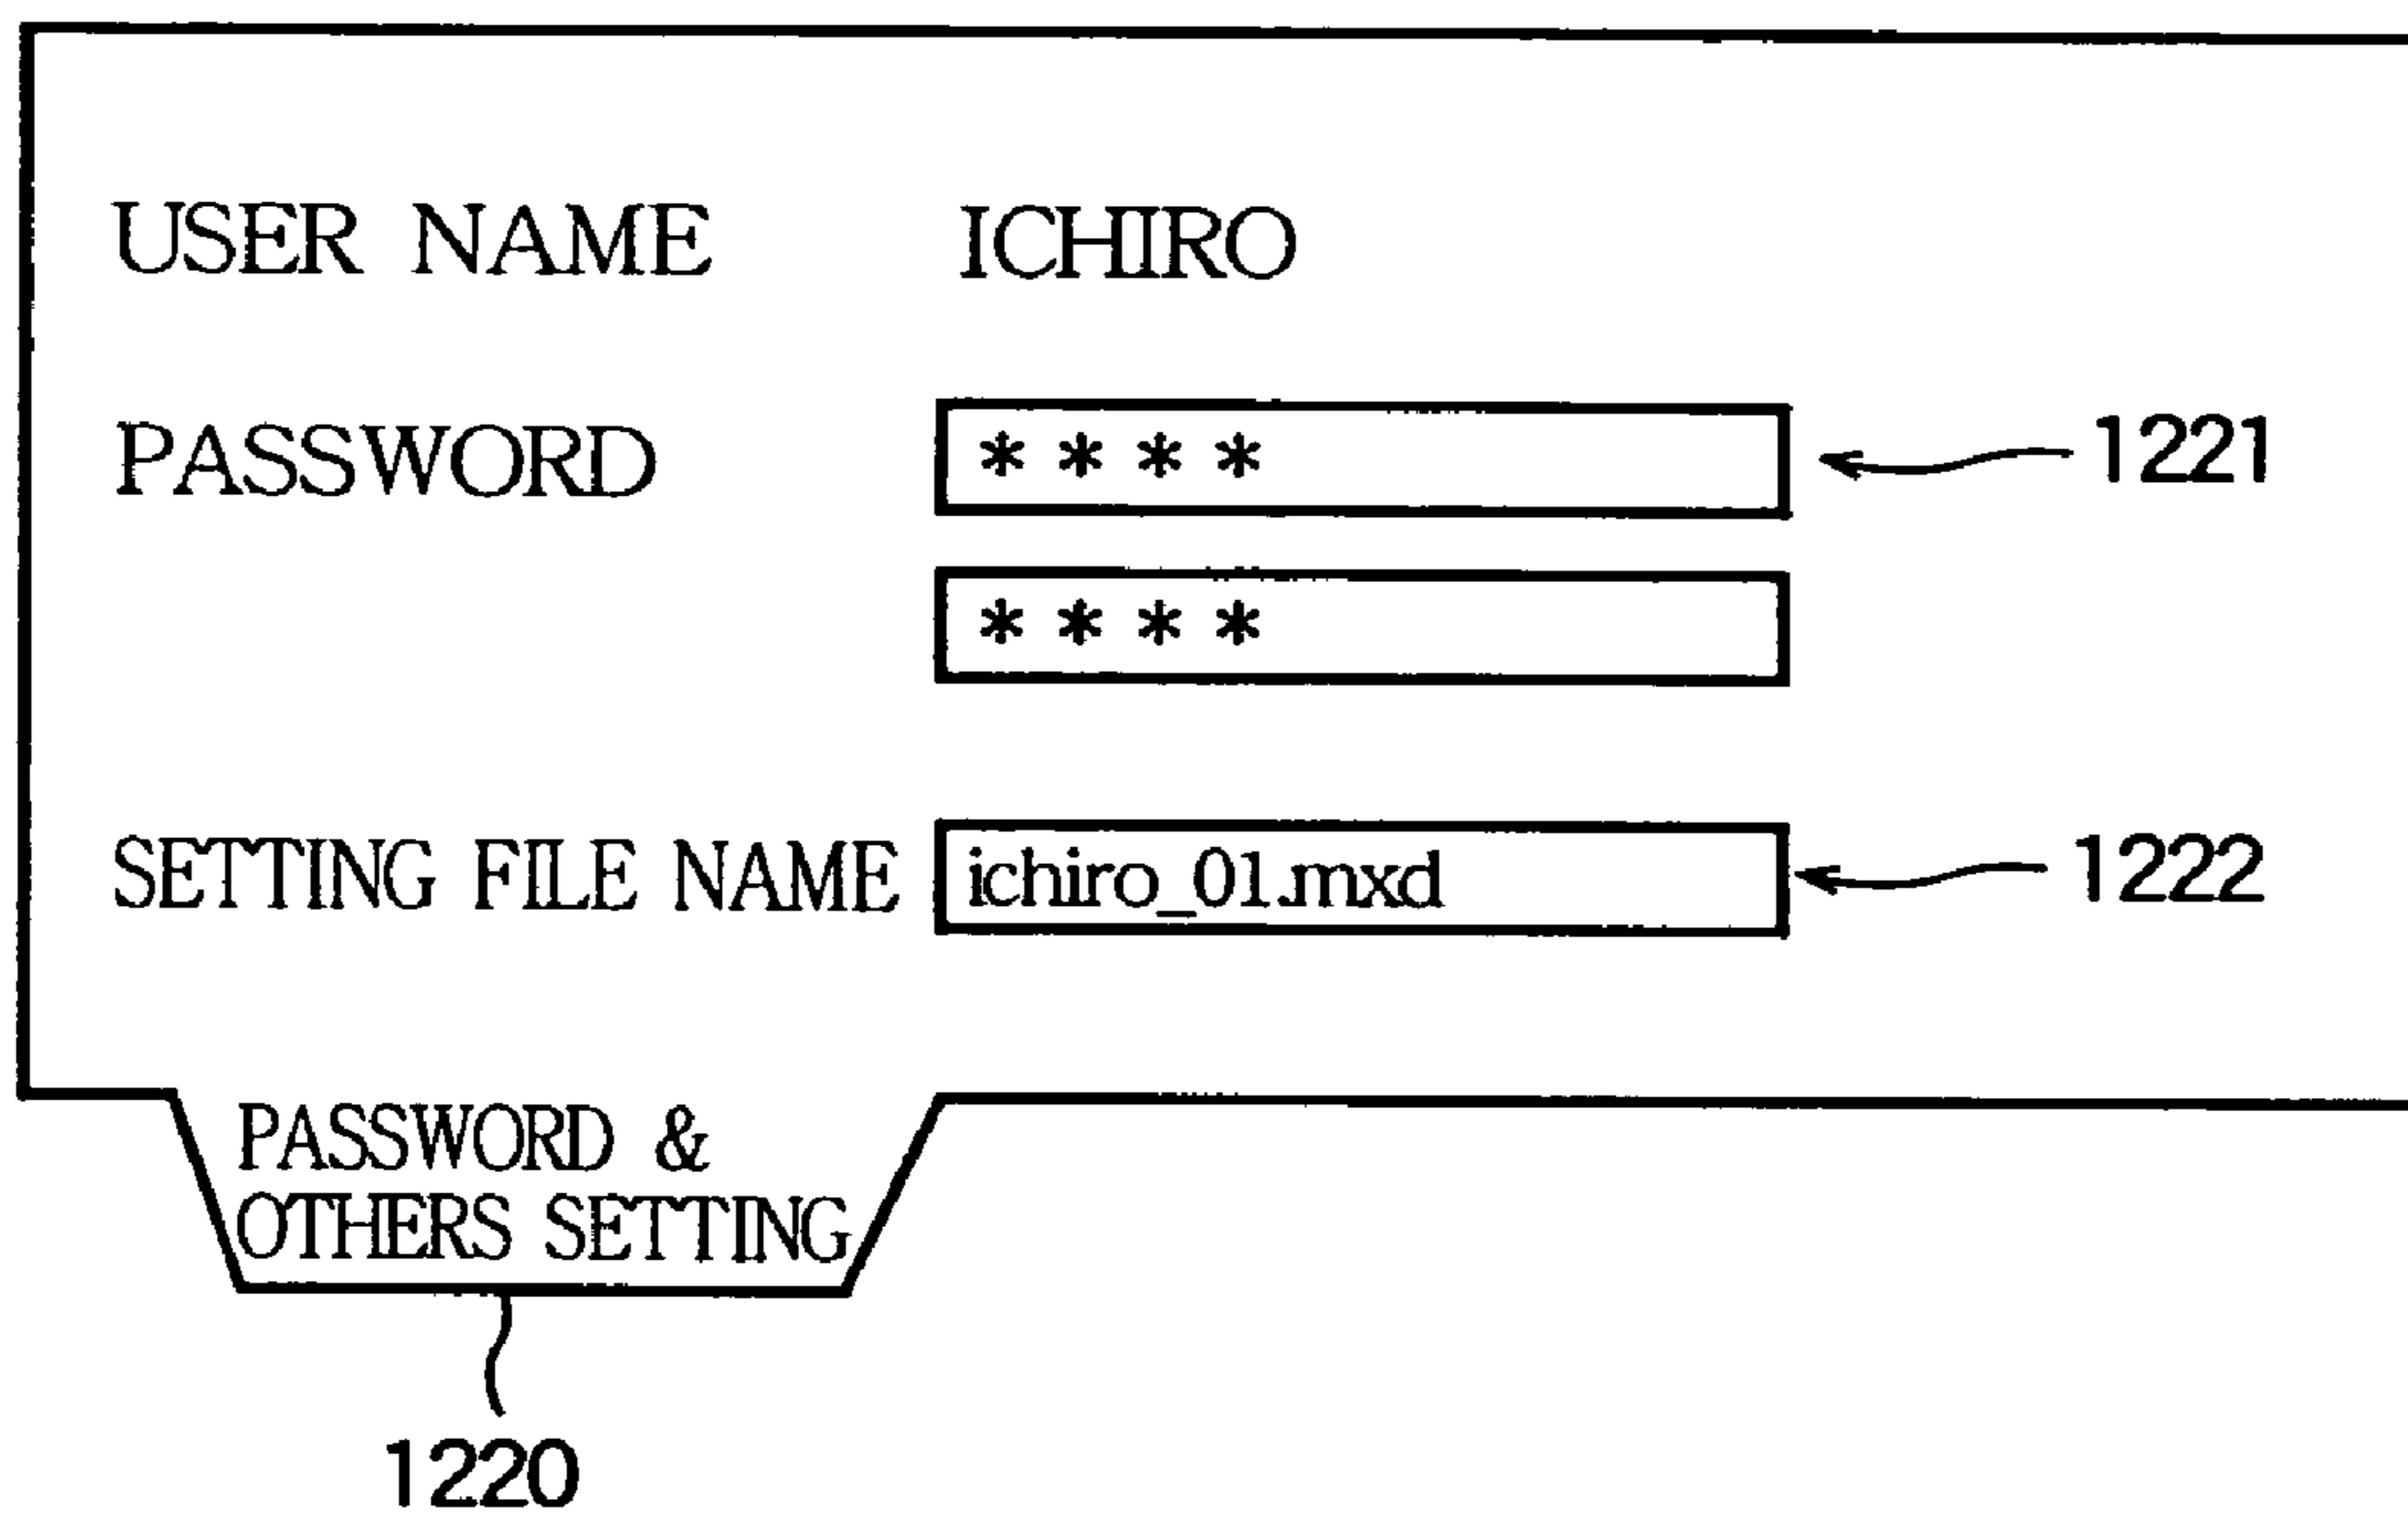 USER NAME ICHIRO
PASSWORD **** 1221
****
SETTING FILE NAME ichiro_01.mxd 1222
PASSWORD &
OTHERS SETTING
1220